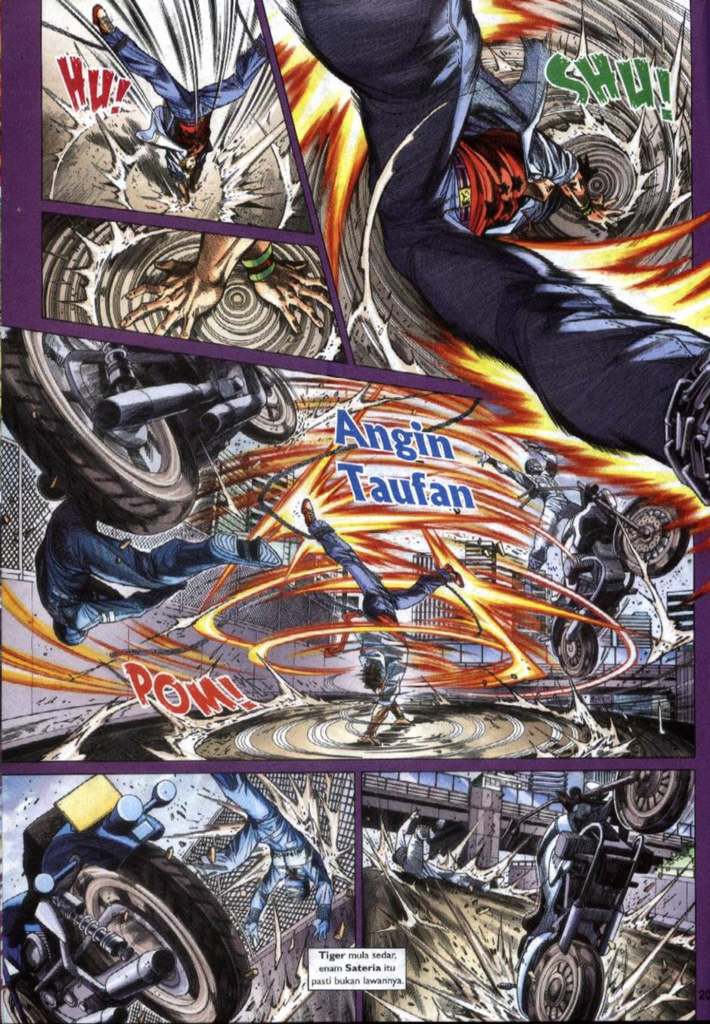 HU!
SHU!
Angin
Taufan
POM!
Tiger mula sedar,
enam Sateria itu
pasti bukan lawannya.